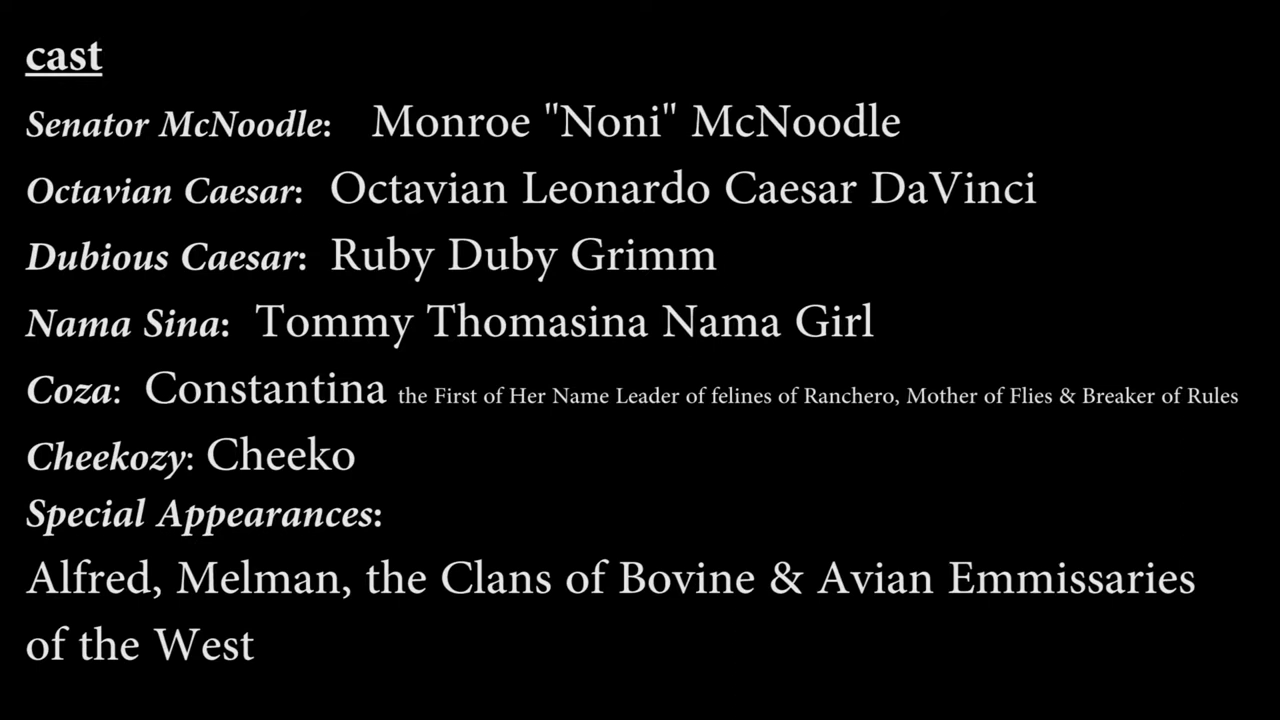 cast
Senator McNoodle: Monroe "Noni" McNoodle
Octavian Caesar: Octavian Leonardo Caesar DaVinci
Dubious Caesar: Ruby Duby Grimm
Nama Sina: Tommy Thomasina Nama Girl
Coza: Constantina the First of Her Name Leader of felines of Ranchero, Mother of Flies & Breaker of Rules
Cheekozy: Cheeko
Special Appearances:
Alfred, Melman, the Clans of Bovine & Avian Emmissaries
of the West